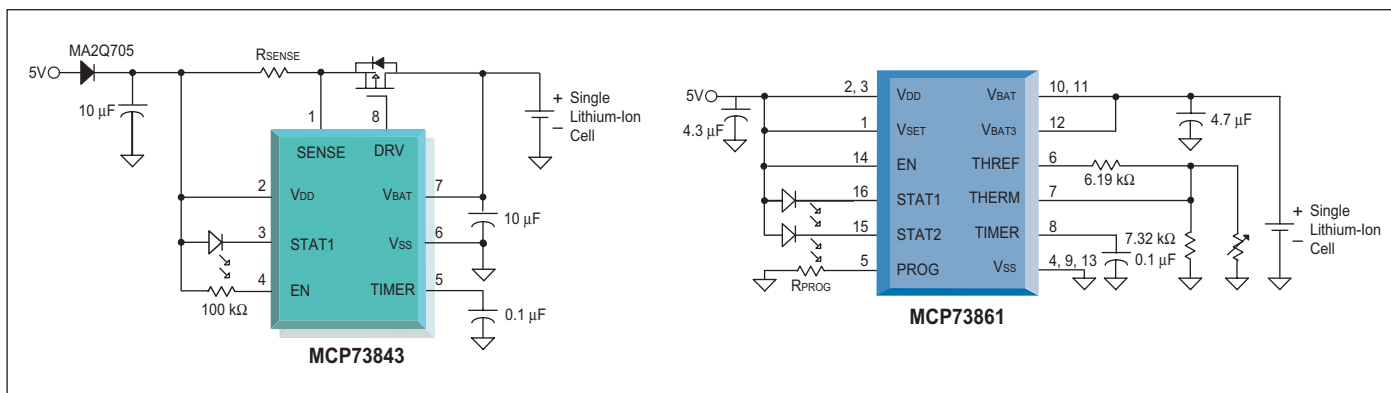 MA2Q705
5V
RSENSE
10 µF
1
8
+
−
Single
Lithium-Ion
Cell
SENSE
DRV
2
VDD
VBAT
7
10 µF
3
STAT1
VSS
6
4
EN
TIMER
5
100 kΩ
0.1 µF
MCP73843
5V
4.3 µF
2, 3
VDD
VBAT
10, 11
4.7 µF
1
VSET
VBAT3
12
14
EN
THREF
6
6.19 kΩ
16
STAT1
THERM
7
+
−
Single
Lithium-Ion
Cell
15
STAT2
TIMER
8
7.32 kΩ
0.1 µF
5
PROG
VSS
4, 9, 13
RPROG
MCP73861